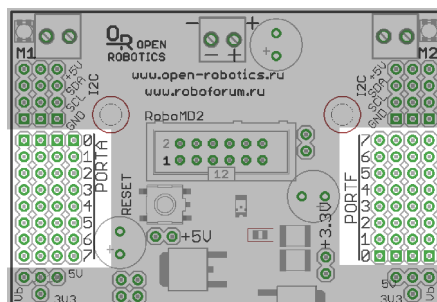 M1
OR OPEN
ROBOTICS
- +
- +
M2
www.open-robotics.ru
www.roboforum.ru
+5V
SDA
SCL
GND
I2C
I2C
+5V
SDA
SCL
GND
RoboMD2
2
1
12
0
1
2
3
4
5
6
7
PORTA
RESET
+5V
+3.3V
PORTF
7
6
5
4
3
2
1
0
5V
3V3
Vb
5V
3V3
Vb